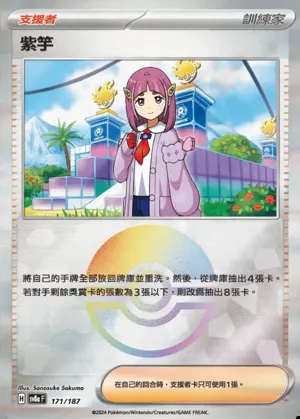 支援者
訓練家
紫竽
將自己的手牌全部放回牌庫並重洗。然後,從牌庫抽出4張卡。
若對手剩餘獎賞卡的張數為3張以下,則改爲抽出8張卡。
Illus. Sanosuke Sakuma
H sv8a F 171/187
在自己的回合時,支援者卡只可使用1張。
©2024 Pokémon/Nintendo/Creatures/GAME FREAK.